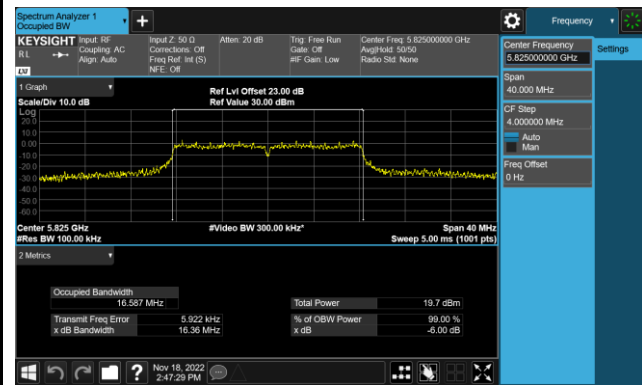 Spectrum Analyzer 1
Occupied BW
Frequency
KEYSIGHT
RL
LXI
Input: RF
Coupling: AC
Align: Auto
Input Z: 50 Ω
Corrections: Off
Freq Ref: Int (S)
NFE: Off
Atten: 20 dB
Trig: Free Run
Gate: Off
#IF Gain: Low
Center Freq: 5.825000000 GHz
Avg|Hold: 50/50
Radio Std: None
Center Frequency
5.825000000 GHz
Settings
Span
40.000 MHz
CF Step
4.000000 MHz
Auto
Man
Freq Offset
0 Hz
1 Graph
Scale/Div 10.0 dB
Ref Lvl Offset 23.00 dB
Ref Value 30.00 dBm
Log
20.0
10.0
0.00
-10.0
-20.0
-30.0
-40.0
-50.0
-60.0
Center 5.825 GHz
#Res BW 100.00 kHz
#Video BW 300.00 kHz*
Span 40 MHz
Sweep 5.00 ms (1001 pts)
2 Metrics
Occupied Bandwidth
16.587 MHz
Total Power 19.7 dBm
Transmit Freq Error 5.922 kHz
% of OBW Power 99.00 %
x dB Bandwidth 16.36 MHz
x dB -6.00 dB
?
Nov 18, 2022
2:47:29 PM